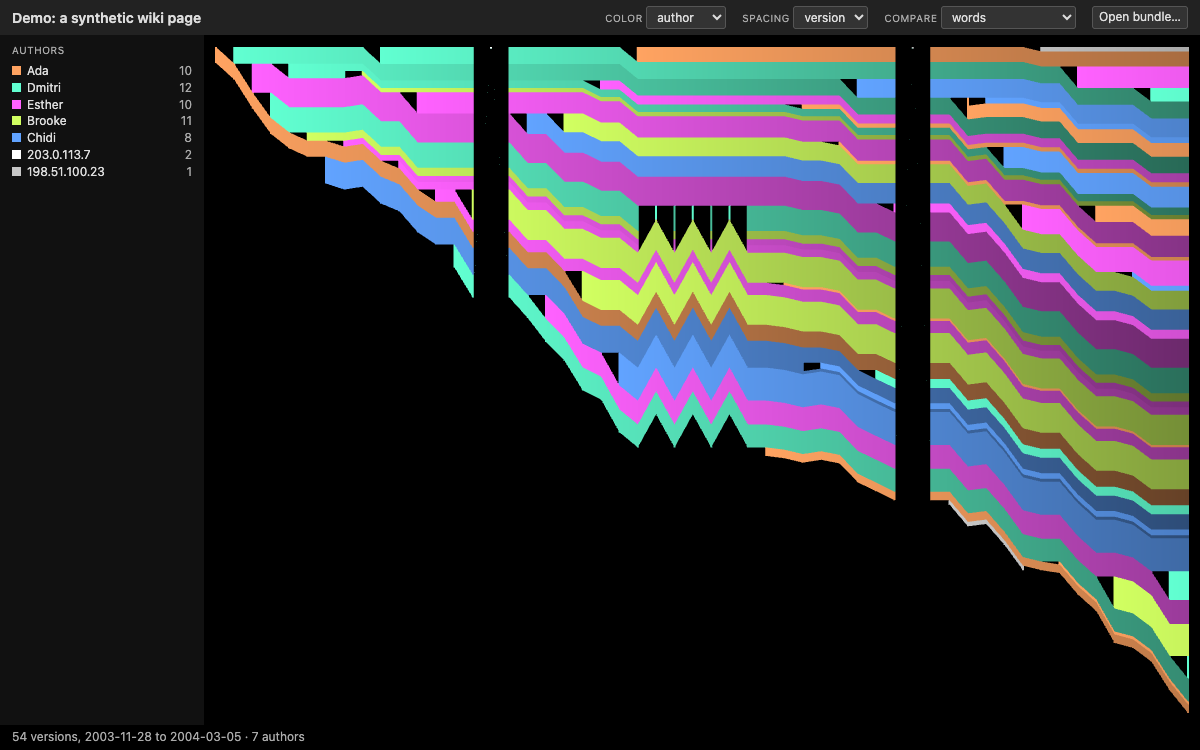 Demo: a synthetic wiki page
COLOR author SPACING version COMPARE words Open bundle...
AUTHORS
Ada 10
Dmitri 12
Esther 10
Brooke 11
Chidi 8
203.0.113.7 2
198.51.100.23 1
54 versions, 2003-11-28 to 2004-03-05 · 7 authors